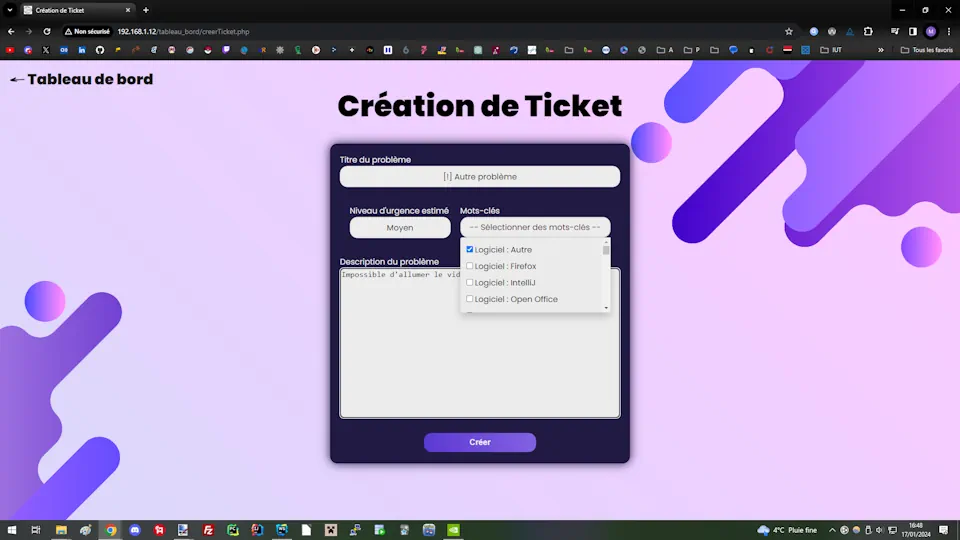 Création de Ticket
Non sécurisé
192.168.1.12/tableau_bord/creerTicket.php
IUT
A
P
Tous les favoris
Tableau de bord
Création de Ticket
Titre du problème
[!] Autre problème
Niveau d'urgence estimé
Mots-clés
Moyen
-- Sélectionner des mots-clés --
Logiciel : Autre
Logiciel : Firefox
Logiciel : IntelliJ
Logiciel : Open Office
Description du problème
Impossible d'allumer le vid
Créer
4°C Pluie fine
16:48
17/01/2024